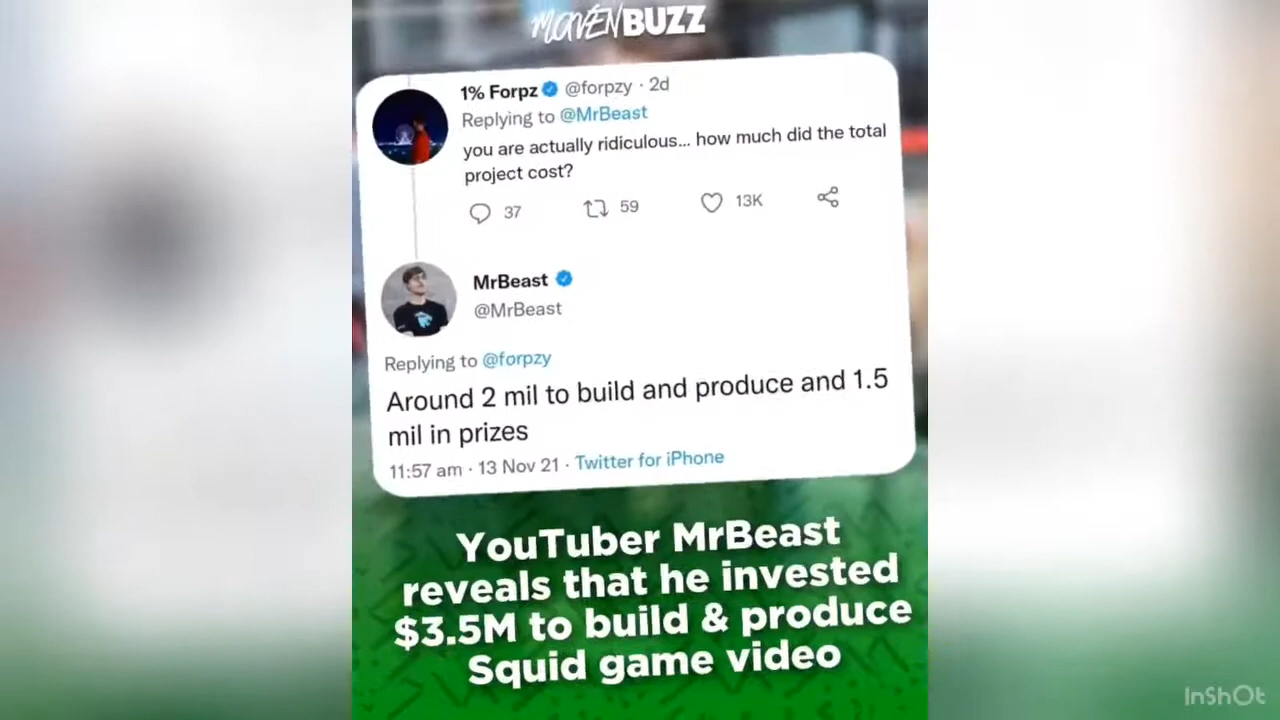 MOVEN BUZZ
1% Forpz @forpzy · 2d
Replying to @MrBeast
you are actually ridiculous... how much did the total
project cost?
37 59 13K
MrBeast
@MrBeast
Replying to @forpzy
Around 2 mil to build and produce and 1.5
mil in prizes
11:57 am · 13 Nov 21 · Twitter for iPhone
YouTuber MrBeast
reveals that he invested
$3.5M to build & produce
Squid game video
InShOt